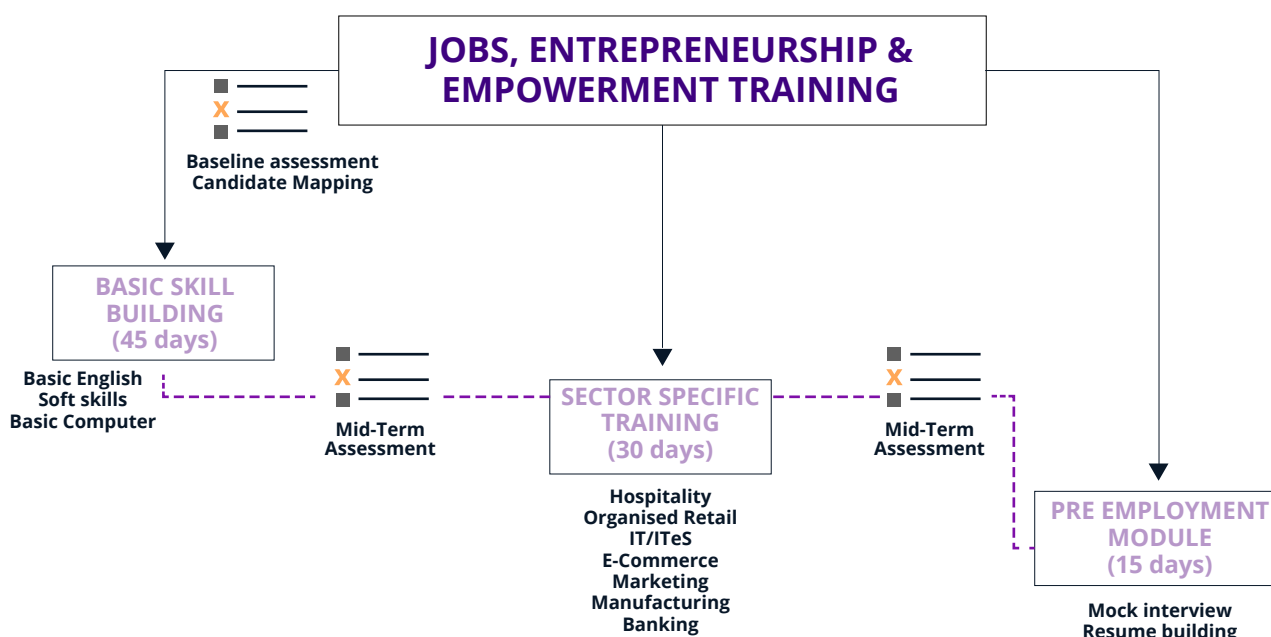 JOBS, ENTREPRENEURSHIP &
EMPOWERMENT TRAINING
X
Baseline assessment
Candidate Mapping
BASIC SKILL
BUILDING
(45 days)
Basic English
Soft skills
Basic Computer
X
Mid-Term
Assessment
SECTOR SPECIFIC
TRAINING
(30 days)
Hospitality
Organised Retail
IT/ITeS
E-Commerce
Marketing
Manufacturing
Banking
X
Mid-Term
Assessment
PRE EMPLOYMENT
MODULE
(15 days)
Mock interview
Resume building